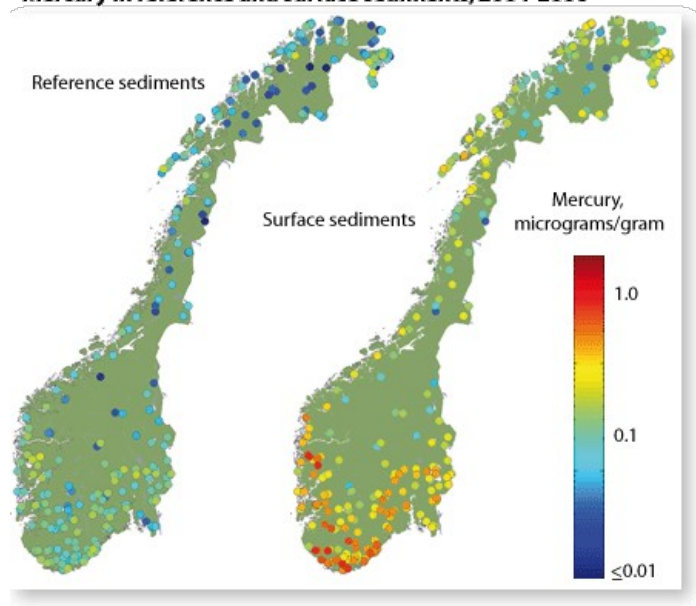 Reference sediments
Surface sediments
Mercury,
micrograms/gram
1.0
0.1
≤0.01